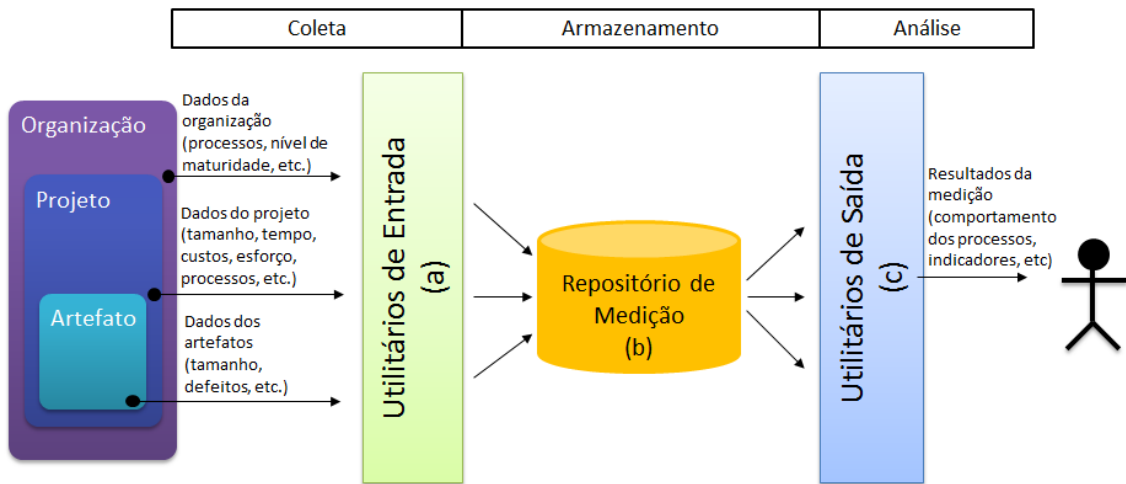 Coleta
Armazenamento
Análise
Organização
Dados da
organização
(processos, nível de
maturidade, etc.)
Projeto
Dados do projeto
(tamanho, tempo,
custos, esforço,
processos, etc.)
Artefato
Dados dos
artefatos
(tamanho,
defeitos, etc.)
Utilitários de Entrada
(a)
Repositório de
Medição
(b)
Utilitários de Saída
(c)
Resultados da
medição
(comportamento
dos processos,
indicadores, etc)